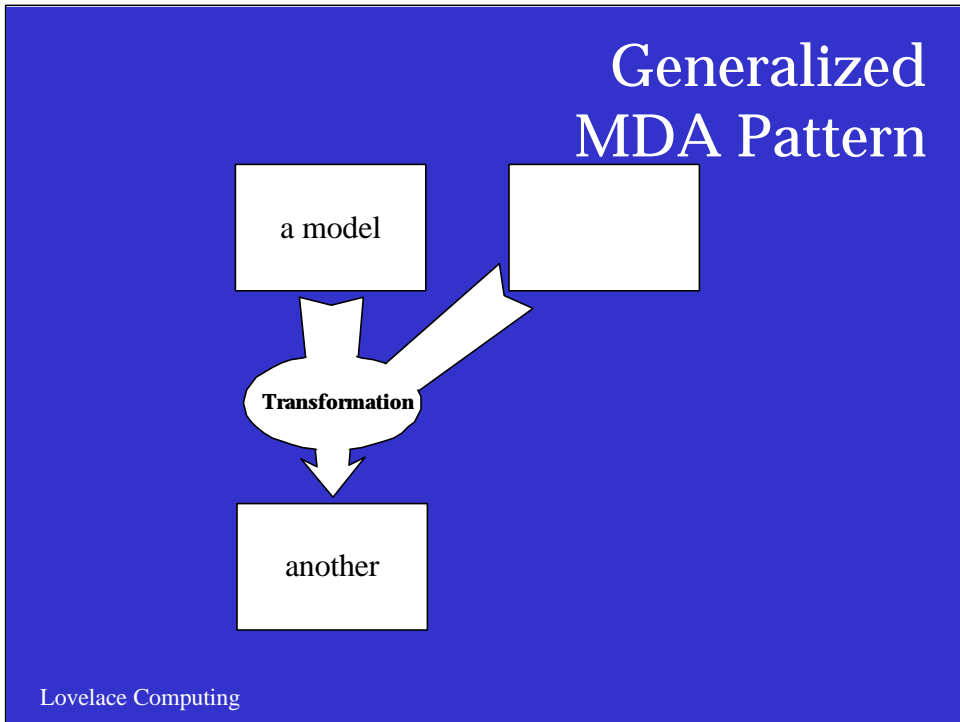 Generalized
MDA Pattern
a model
Transformation
another
Lovelace Computing